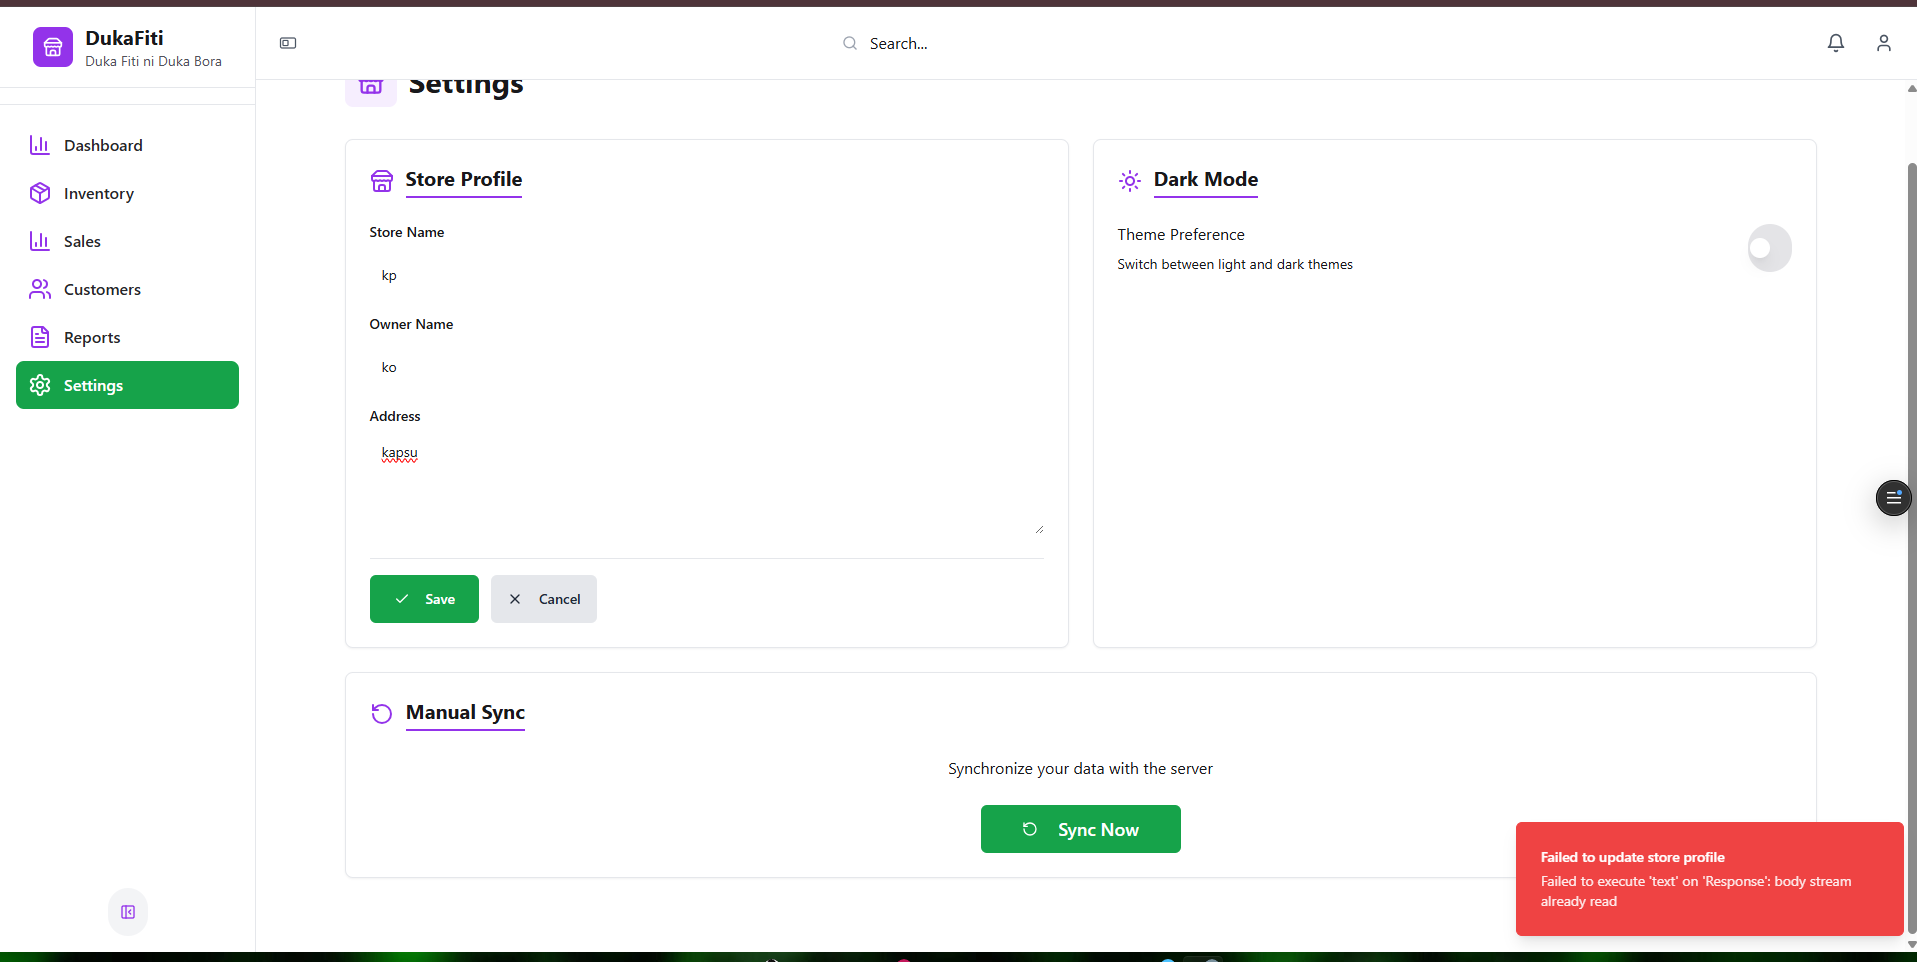 DukaFiti
Duka Fiti ni Duka Bora
Search...
Dashboard
Inventory
Sales
Customers
Reports
Settings
Settings
Store Profile
Store Name
kp
Owner Name
ko
Address
kapsu
Save
Cancel
Dark Mode
Theme Preference
Switch between light and dark themes
Manual Sync
Synchronize your data with the server
Sync Now
Failed to update store profile
Failed to execute 'text' on 'Response': body stream
already read